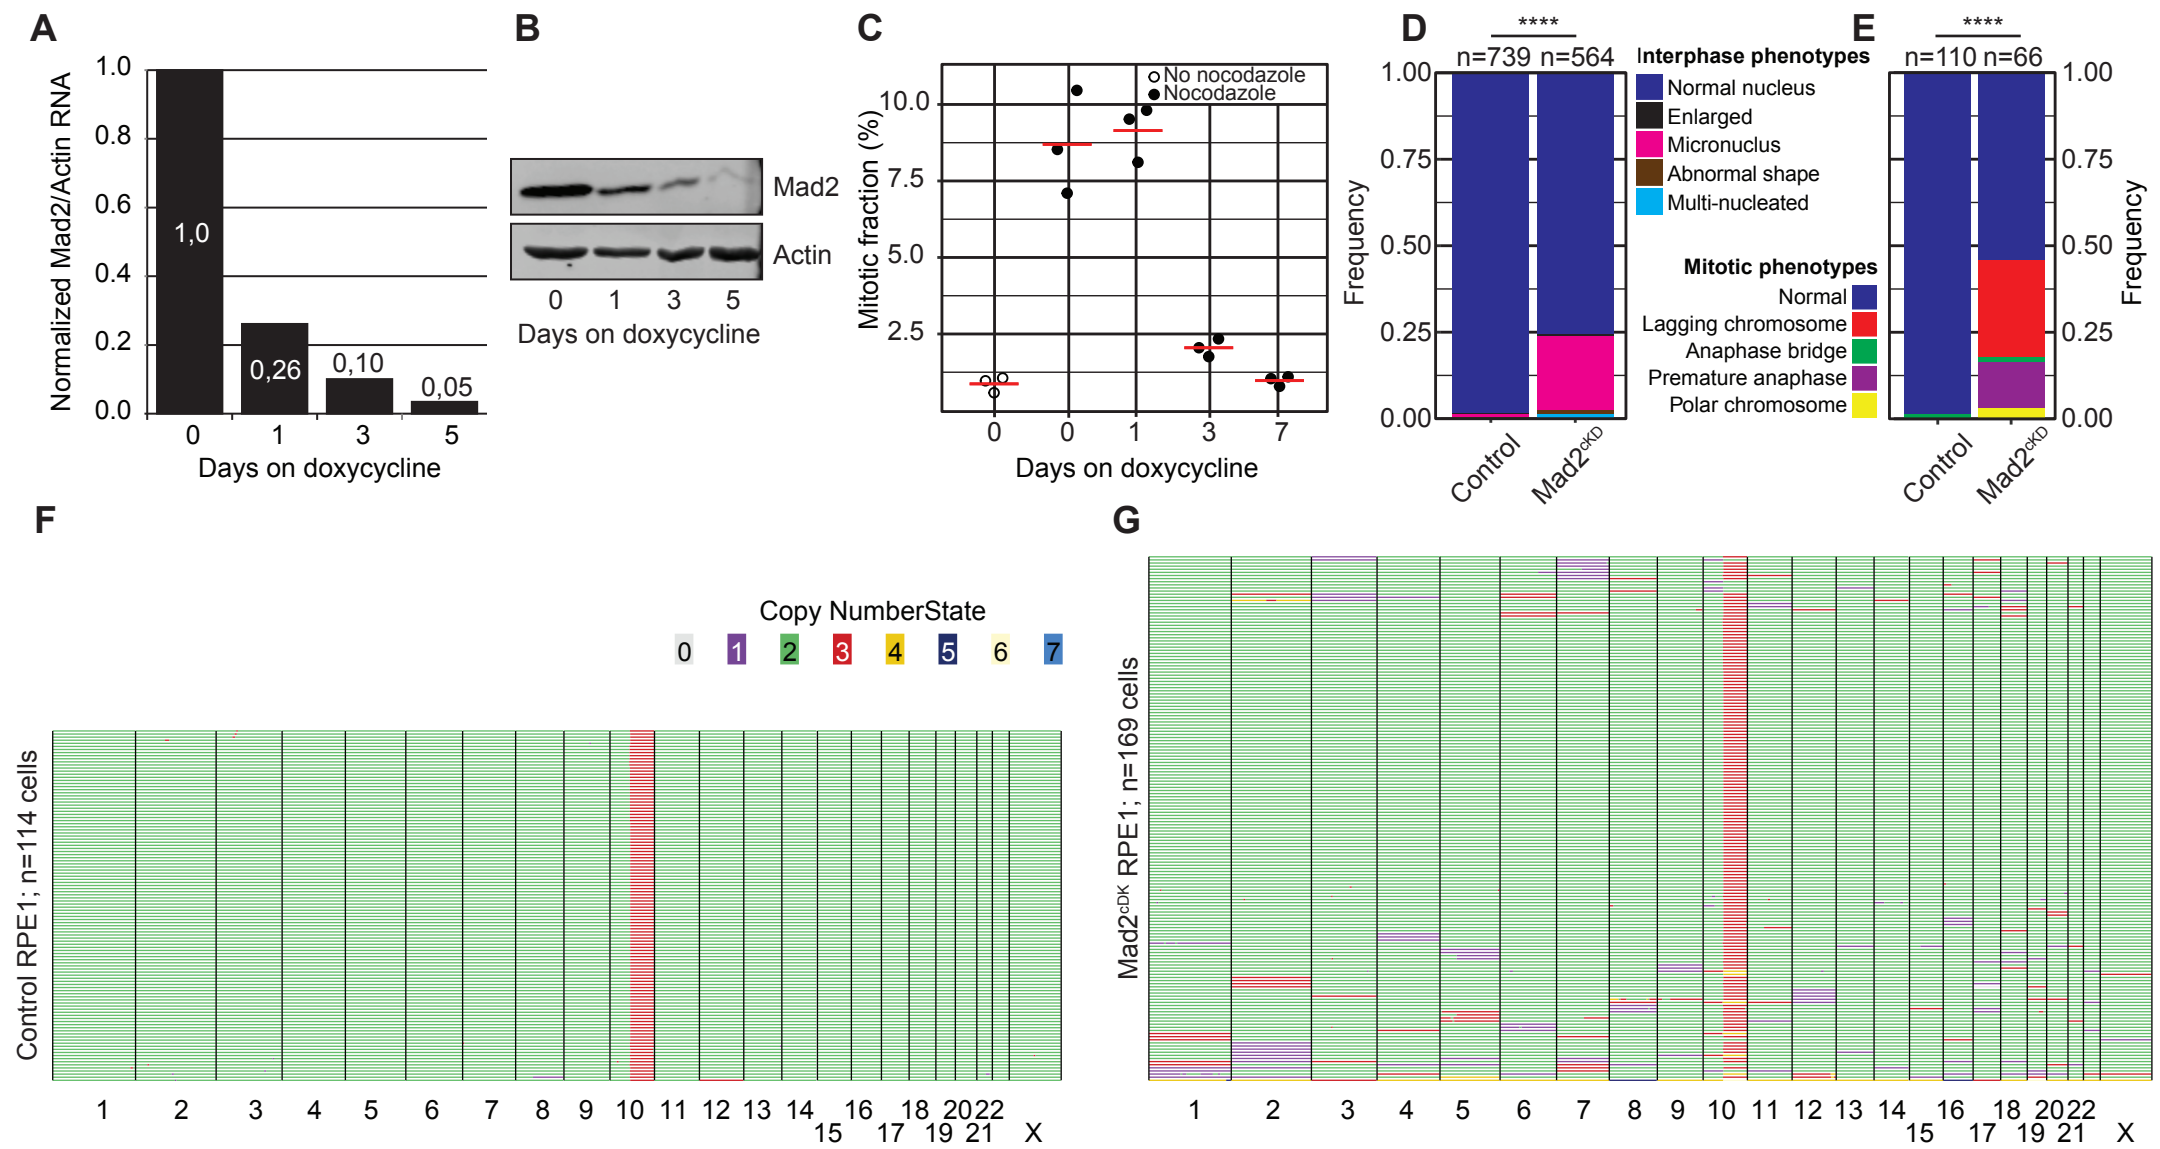 A
Normalized Mad2/Actin RNA
1.0
0.8
0.6
0.4
0.2
0.0
1,0
0,26
0,10
0,05
0 1 3 5
Days on doxycycline
B
Mad2
Actin
0 1 3 5
Days on doxycycline
C
Mitotic fraction (%)
10.0
7.5
5.0
2.5
No nocodazole
Nocodazole
0 0 1 3 7
Days on doxycycline
D
****
n=739 n=564
Frequency
1.00
0.75
0.50
0.25
0.00
Control
Mad2cKD
Interphase phenotypes
Normal nucleus
Enlarged
Micronuclus
Abnormal shape
Multi-nucleated
Mitotic phenotypes
Normal
Lagging chromosome
Anaphase bridge
Premature anaphase
Polar chromosome
E
****
n=110 n=66
1.00
0.75
0.50
0.25
0.00
Frequency
Control
Mad2cKD
F
Copy NumberState
0 1 2 3 4 5 6 7
Control RPE1; n=114 cells
1 2 3 4 5 6 7 8 9 10 11 12 13 14 16 18 20 22
15 17 19 21 X
G
Mad2cDK RPE1; n=169 cells
1 2 3 4 5 6 7 8 9 10 11 12 13 14 16 18 20 22
15 17 19 21 X